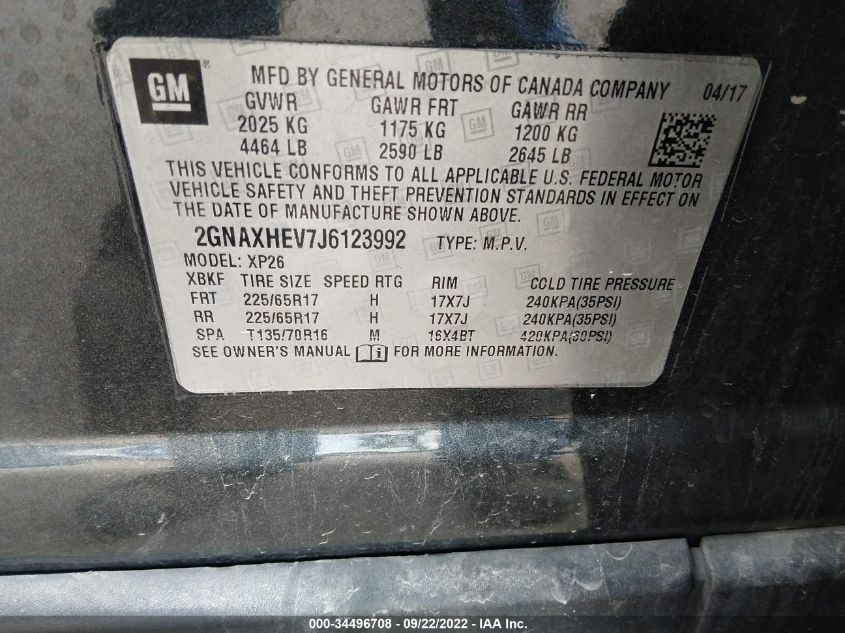 GM
MFD BY GENERAL MOTORS OF CANADA COMPANY 04/17
GVWR GAWR FRT GAWR RR
2025 KG 1175 KG 1200 KG
4464 LB 2590 LB 2645 LB
THIS VEHICLE CONFORMS TO ALL APPLICABLE U.S. FEDERAL MOTOR
VEHICLE SAFETY AND THEFT PREVENTION STANDARDS IN EFFECT ON
THE DATE OF MANUFACTURE SHOWN ABOVE.
2GNAXHEV7J6123992 TYPE: M.P.V.
MODEL: XP26
XBKF TIRE SIZE SPEED RTG RIM COLD TIRE PRESSURE
FRT 225/65R17 H 17X7J 240KPA(35PSI)
RR 225/65R17 H 17X7J 240KPA(35PSI)
SPA T135/70R16 M 16X4BT
SEE OWNER'S MANUAL FOR MORE INFORMATION
000-34496708 / 09/22/2022 - IAA Inc.